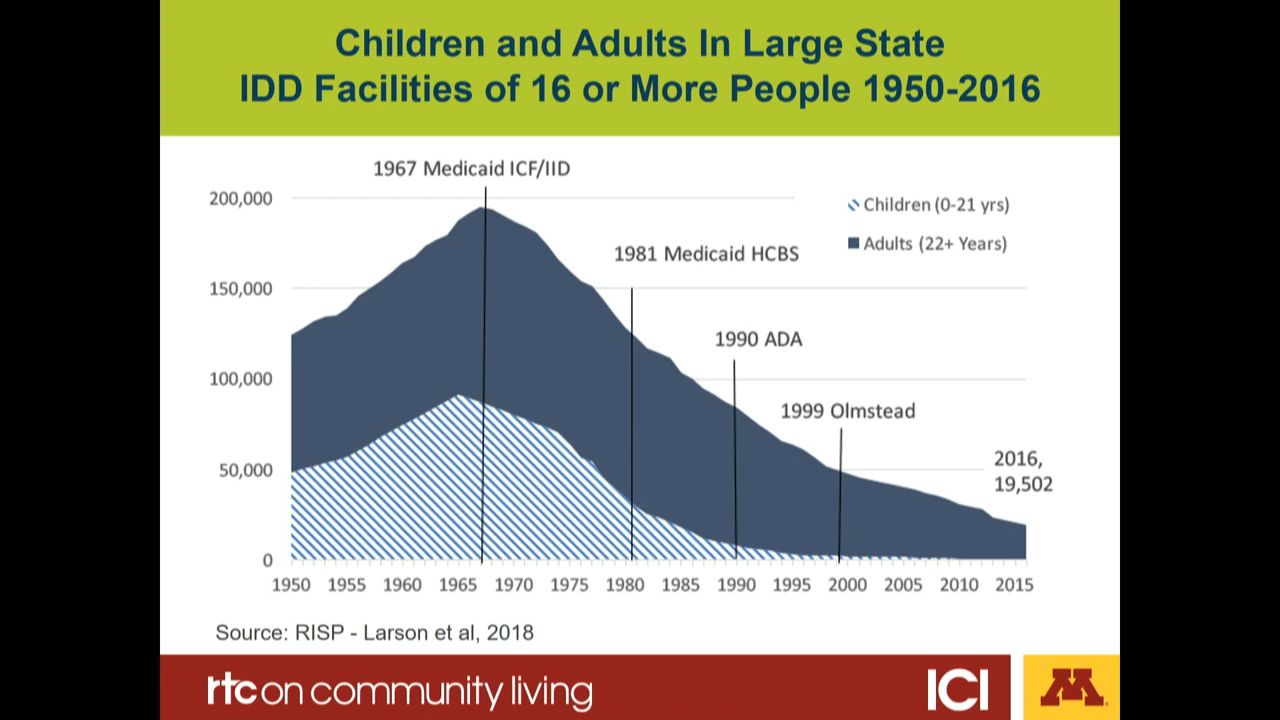 Children and Adults In Large State
IDD Facilities of 16 or More People 1950-2016
1967 Medicaid ICF/IID
200,000
Children (0-21 yrs)
Adults (22+ Years)
1981 Medicaid HCBS
150,000
1990 ADA
100,000
1999 Olmstead
50,000
2016,
19,502
0
1950 1955 1960 1965 1970 1975 1980 1985 1990 1995 2000 2005 2010 2015
Source: RISP - Larson et al, 2018
rtc on community living
ICI
M